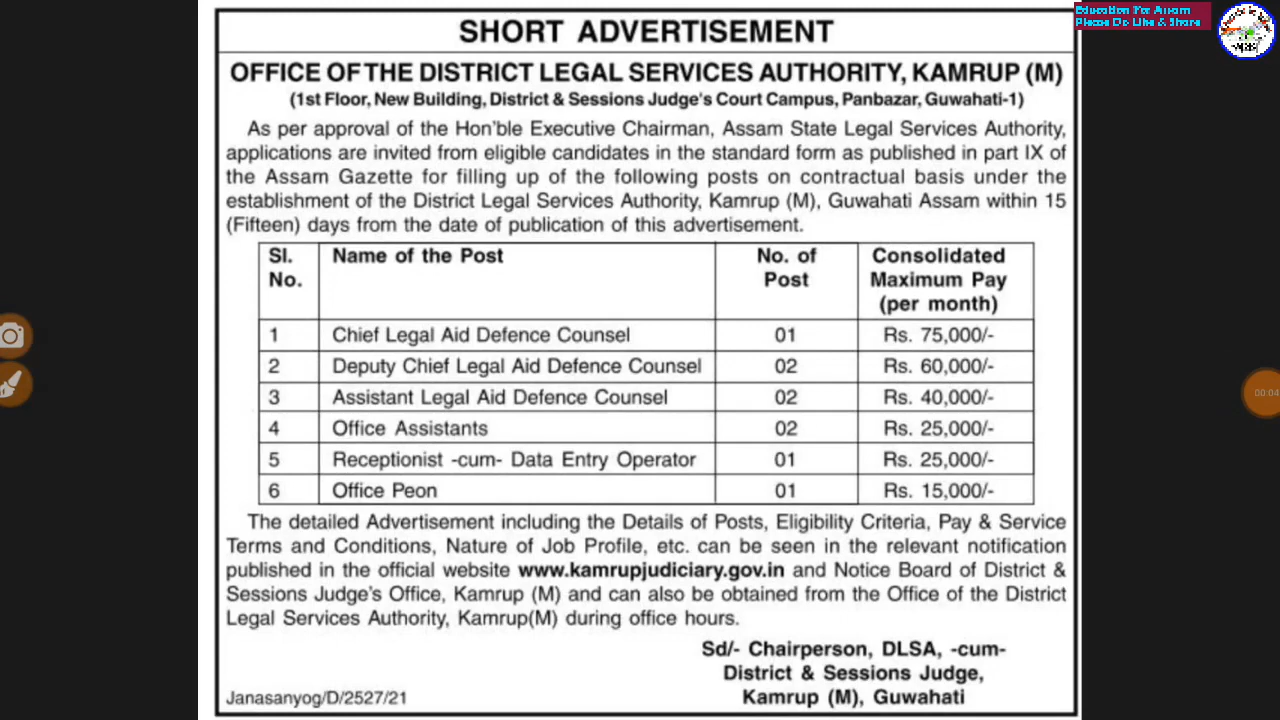 Education For Assam
Please Do Like & Share
SHORT ADVERTISEMENT
OFFICE OF THE DISTRICT LEGAL SERVICES AUTHORITY, KAMRUP (M)
(1st Floor, New Building, District & Sessions Judge's Court Campus, Panbazar, Guwahati-1)
As per approval of the Hon'ble Executive Chairman, Assam State Legal Services Authority,
applications are invited from eligible candidates in the standard form as published in part IX of
the Assam Gazette for filling up of the following posts on contractual basis under the
establishment of the District Legal Services Authority, Kamrup (M), Guwahati Assam within 15
(Fifteen) days from the date of publication of this advertisement.
Sl. No. Name of the Post No. of Post Consolidated Maximum Pay (per month)
1 Chief Legal Aid Defence Counsel 01 Rs. 75,000/-
2 Deputy Chief Legal Aid Defence Counsel 02 Rs. 60,000/-
3 Assistant Legal Aid Defence Counsel 02 Rs. 40,000/-
4 Office Assistants 02 Rs. 25,000/-
5 Receptionist -cum- Data Entry Operator 01 Rs. 25,000/-
6 Office Peon 01 Rs. 15,000/-
The detailed Advertisement including the Details of Posts, Eligibility Criteria, Pay & Service
Terms and Conditions, Nature of Job Profile, etc. can be seen in the relevant notification
published in the official website www.kamrupjudiciary.gov.in and Notice Board of District &
Sessions Judge's Office, Kamrup (M) and can also be obtained from the Office of the District
Legal Services Authority, Kamrup(M) during office hours.
Sd/- Chairperson, DLSA, -cum-
District & Sessions Judge,
Kamrup (M), Guwahati
Janasanyog/D/2527/21
00:04